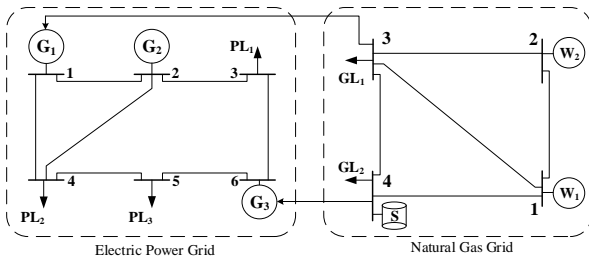 G1
G2
PL1
1
2
3
4
5
6
G3
PL2
PL3
Electric Power Grid
3
2
W2
GL1
GL2
4
1
W1
S
Natural Gas Grid